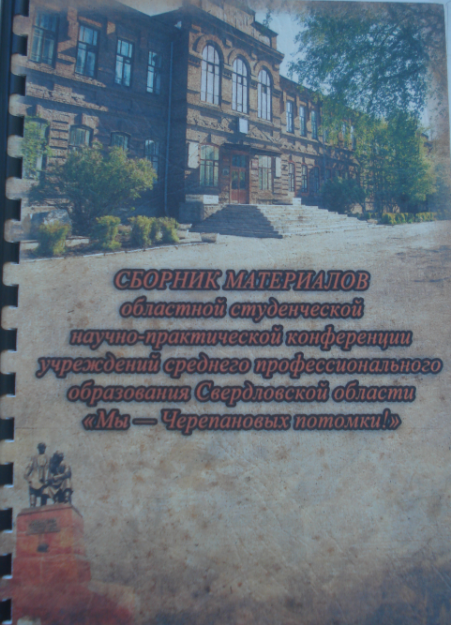 СБОРНИК МАТЕРИАЛОВ
областной студенческой
научно-практической конференции
учреждений среднего профессионального
образования Свердловской области
«Мы — Черепановых потомки!»